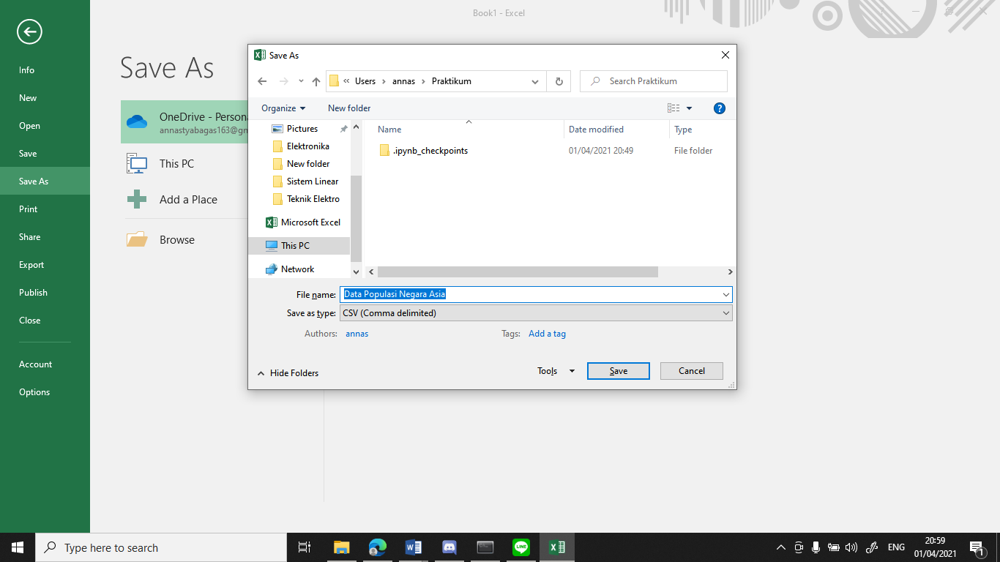 Book1 - Excel
Info
New
Open
Save
Save As
Print
Share
Export
Publish
Close
Account
Options
Save As
OneDrive - Persona
annastyabagas163@gm
This PC
Add a Place
Browse
Save As
« Users > annas > Praktikum
Search Praktikum
Organize
New folder
?
Pictures
Elektronika
New folder
Sistem Linear
Teknik Elektro
Microsoft Excel
This PC
Network
Name Date modified Type
.ipynb_checkpoints 01/04/2021 20:49 File folder
File name: Data Populasi Negara Asia
Save as type: CSV (Comma delimited)
Authors: annas Tags: Add a tag
Hide Folders
Tools
Save
Cancel
Type here to search
LINE
ENG
20:59
01/04/2021
1